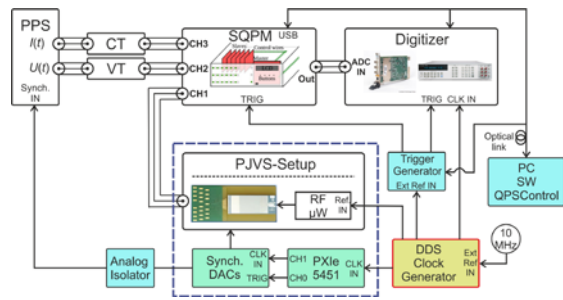 PPS
I(t)
U(t)
Synch.
IN
CT
VT
SQPM
USB
CH3
CH2
CH1
Out
TRIG
Digitizer
ADC
IN
TRIG CLK IN
Optical
link
PC
SW
QPSControl
Trigger
Generator
Ext Ref IN
PJVS-Setup
RF
µW
Ref
IN
Analog
Isolator
Synch.
DACs
CLK
IN
TRIG
CH1
CH0
PXIe
5451
CLK
IN
DDS
Clock
Generator
Ext
Ref
IN
10
MHz